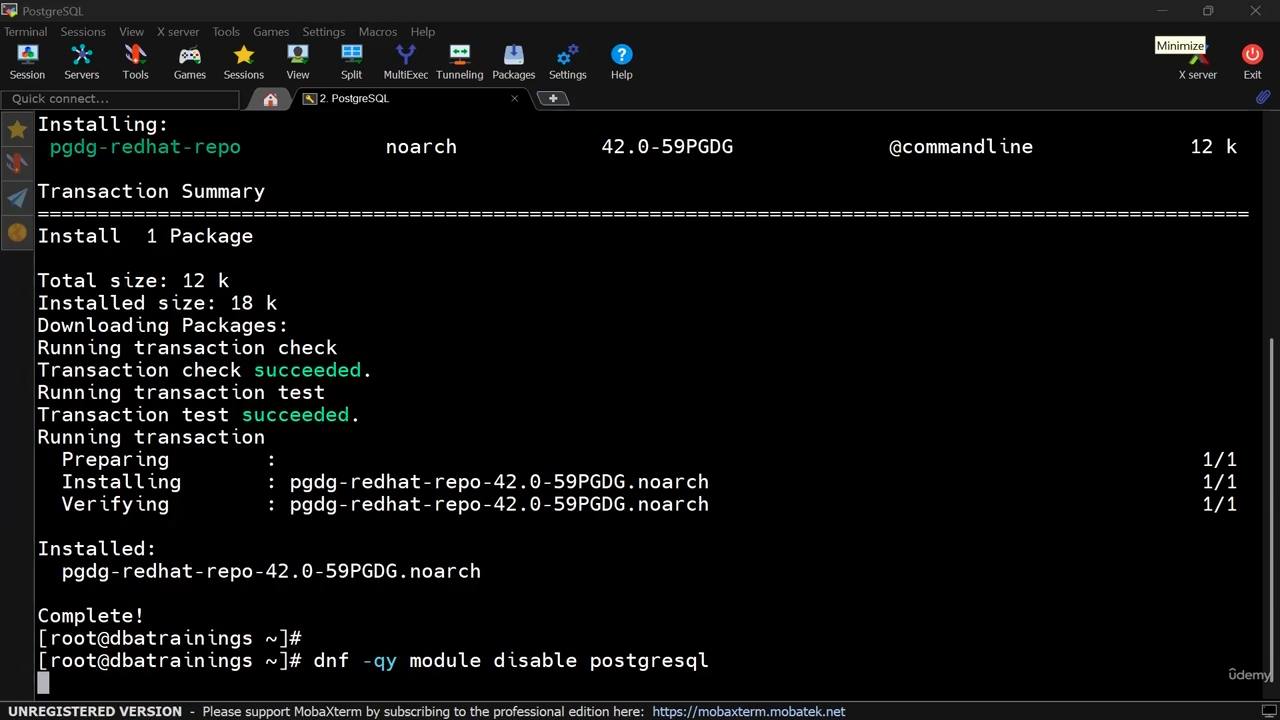 PostgreSQL
Terminal Sessions View X server Tools Games Settings Macros Help
Minimize
Session Servers Tools Games Sessions View Split MultiExec Tunneling Packages Settings Help X server Exit
Quick connect... 2. PostgreSQL
Installing:
pgdg-redhat-repo noarch 42.0-59PGDG @commandline 12 k
Transaction Summary
====================================================================================================
Install 1 Package
Total size: 12 k
Installed size: 18 k
Downloading Packages:
Running transaction check
Transaction check succeeded.
Running transaction test
Transaction test succeeded.
Running transaction
Preparing : 1/1
Installing : pgdg-redhat-repo-42.0-59PGDG.noarch 1/1
Verifying : pgdg-redhat-repo-42.0-59PGDG.noarch 1/1
Installed:
pgdg-redhat-repo-42.0-59PGDG.noarch
Complete!
[root@dbatrainings ~]#
[root@dbatrainings ~]# dnf -qy module disable postgresql
udemy
UNREGISTERED VERSION - Please support MobaXterm by subscribing to the professional edition here: https://mobaxterm.mobatek.net